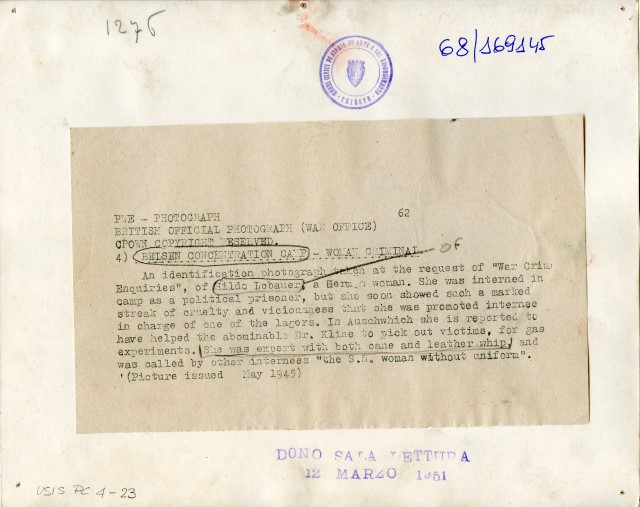 1276
68/169145
PWE - PHOTOGRAPH 62
BRITISH OFFICIAL PHOTOGRAPH (WAR OFFICE)
CROWN COPYRIGHT RESERVED.
4) BELSEN CONCENTRATION CAMP - WOMAN CRIMINAL
of
An identification photograph taken at the request of "War Crime
Enquiries", of Hildo Lobauer, a German woman. She was interned in
camp as a political prisoner, but she soon showed such a marked
streak of cruelty and viciousness that she was promoted internee
in charge of one of the lagers. In Auschwhich she is reported to
have helped the abominable Dr. Kline to pick out victims, for gas
experiments. She was expert with both cane and leather whip, and
was called by other internees "the S.S. woman without uniform".
'(Picture issued May 1945)
DONO SALA LETTURA
12 MARZO 1951
USIS PC 4-23